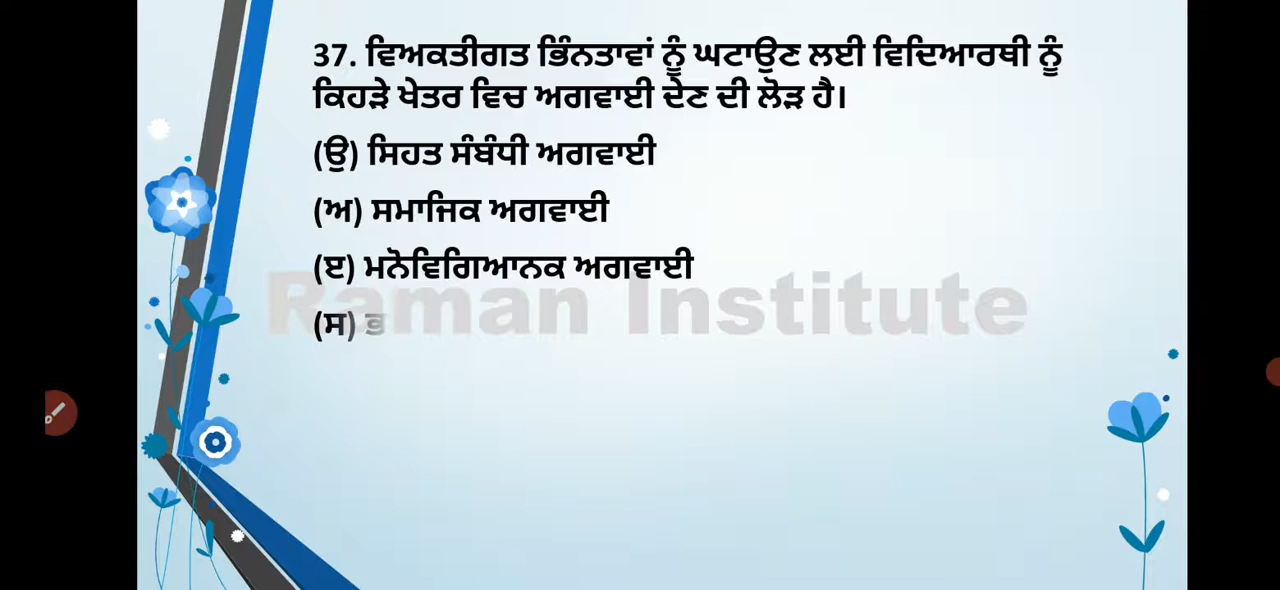 37. ਵਿਅਕਤੀਗਤ ਭਿੰਨਤਾਵਾਂ ਨੂੰ ਘਟਾਉਣ ਲਈ ਵਿਦਿਆਰਥੀ ਨੂੰ
ਕਿਹੜੇ ਖੇਤਰ ਵਿਚ ਅਗਵਾਈ ਦੇਣ ਦੀ ਲੋੜ ਹੈ।
(ਉ) ਸਿਹਤ ਸੰਬੰਧੀ ਅਗਵਾਈ
(ਅ) ਸਮਾਜਿਕ ਅਗਵਾਈ
(ੲ) ਮਨੋਵਿਗਿਆਨਕ ਅਗਵਾਈ
Raman Institute
(ਸ)